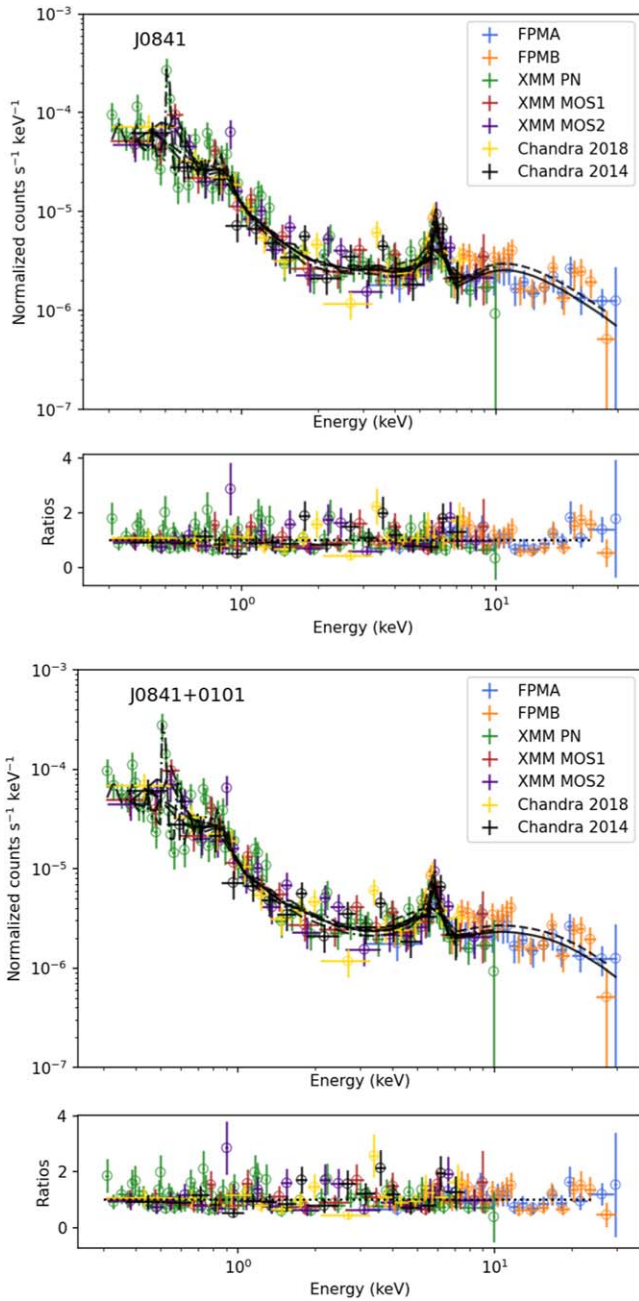 J0841
FPMA
FPMB
XMM PN
XMM MOS1
XMM MOS2
Chandra 2018
Chandra 2014
Normalized counts s⁻¹ keV⁻¹
10⁻³
10⁻⁴
10⁻⁵
10⁻⁶
10⁻⁷
Energy (keV)
Ratios
4
2
0
10⁰
10¹
Energy (keV)
J0841+0101
FPMA
FPMB
XMM PN
XMM MOS1
XMM MOS2
Chandra 2018
Chandra 2014
Normalized counts s⁻¹ keV⁻¹
10⁻³
10⁻⁴
10⁻⁵
10⁻⁶
10⁻⁷
Energy (keV)
Ratios
4
2
0
10⁰
10¹
Energy (keV)